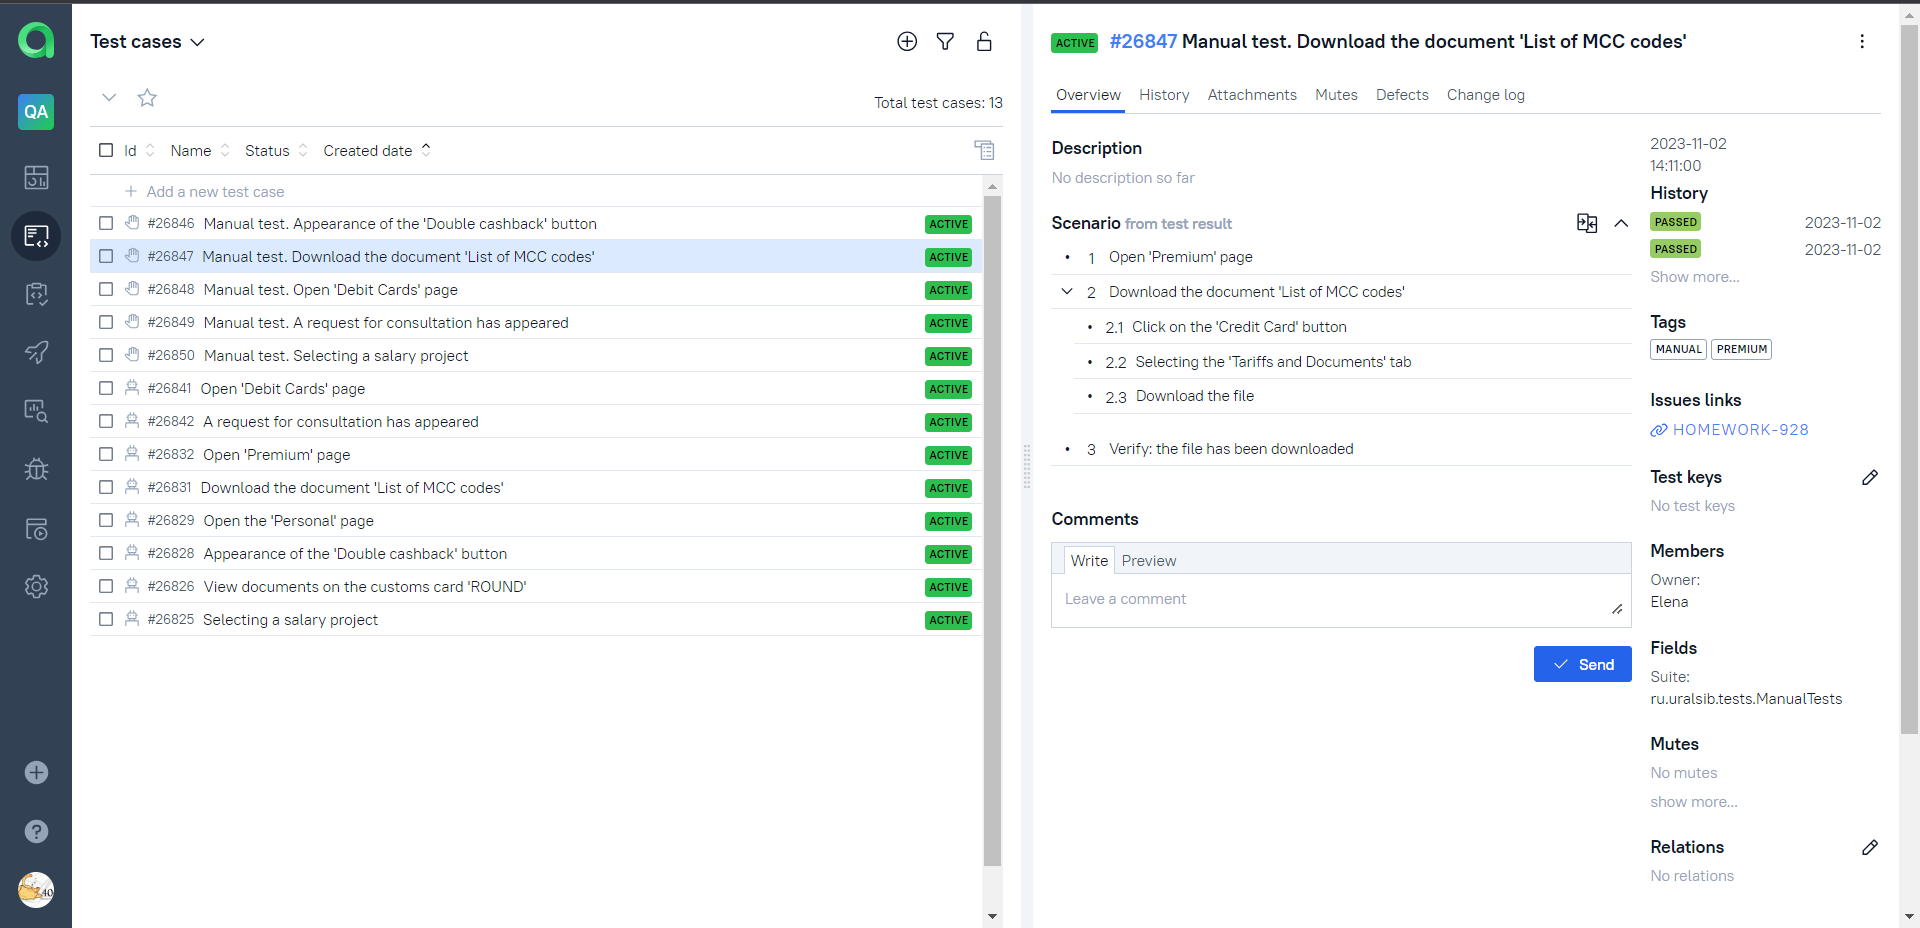 Test cases
QA
Total test cases: 13
Id Name Status Created date
Add a new test case
#26846 Manual test. Appearance of the 'Double cashback' button ACTIVE
#26847 Manual test. Download the document 'List of MCC codes' ACTIVE
#26848 Manual test. Open 'Debit Cards' page ACTIVE
#26849 Manual test. A request for consultation has appeared ACTIVE
#26850 Manual test. Selecting a salary project ACTIVE
#26841 Open 'Debit Cards' page ACTIVE
#26842 A request for consultation has appeared ACTIVE
#26832 Open 'Premium' page ACTIVE
#26831 Download the document 'List of MCC codes' ACTIVE
#26829 Open the 'Personal' page ACTIVE
#26828 Appearance of the 'Double cashback' button ACTIVE
#26826 View documents on the customs card 'ROUND' ACTIVE
#26825 Selecting a salary project ACTIVE
40
ACTIVE #26847 Manual test. Download the document 'List of MCC codes'
Overview History Attachments Mutes Defects Change log
Description
No description so far
Scenario from test result
1 Open 'Premium' page
2 Download the document 'List of MCC codes'
2.1 Click on the 'Credit Card' button
2.2 Selecting the 'Tariffs and Documents' tab
2.3 Download the file
3 Verify: the file has been downloaded
Comments
Write Preview
Leave a comment
Send
2023-11-02
14:11:00
History
PASSED 2023-11-02
PASSED 2023-11-02
Show more...
Tags
MANUAL PREMIUM
Issues links
HOMEWORK-928
Test keys
No test keys
Members
Owner:
Elena
Fields
Suite:
ru.uralsib.tests.ManualTests
Mutes
No mutes
show more...
Relations
No relations